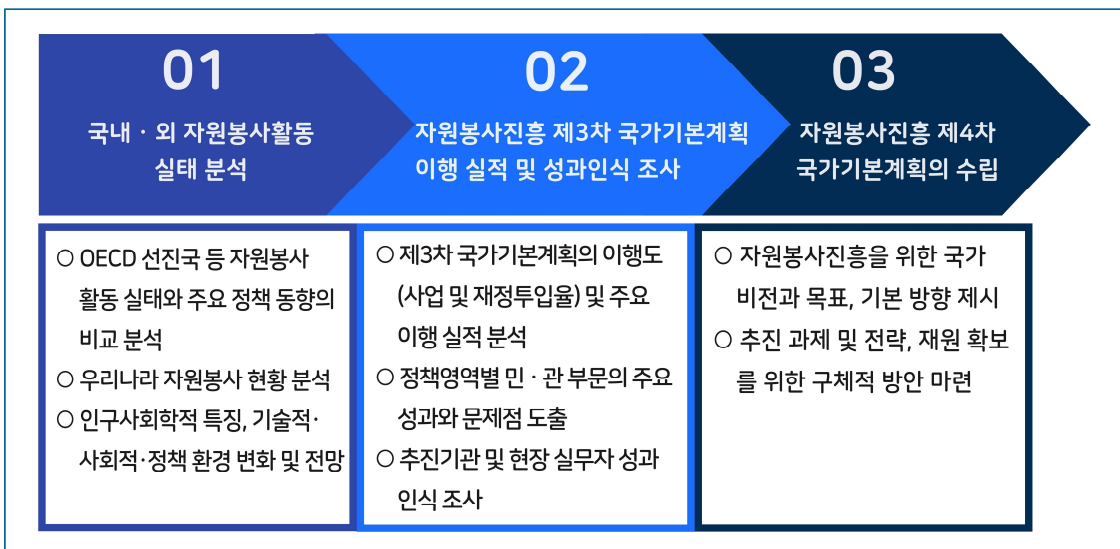 01
국내 · 외 자원봉사활동
실태 분석
02
자원봉사진흥 제3차 국가기본계획
이행 실적 및 성과인식 조사
03
자원봉사진흥 제4차
국가기본계획의 수립
○ OECD 선진국 등 자원봉사
활동 실태와 주요 정책 동향의
비교 분석
○ 우리나라 자원봉사 현황 분석
○ 인구사회학적 특징, 기술적·
사회적·정책 환경 변화 및 전망
○ 제3차 국가기본계획의 이행도
(사업 및 재정투입율) 및 주요
이행 실적 분석
○ 정책영역별 민 · 관 부문의 주요
성과와 문제점 도출
○ 추진기관 및 현장 실무자 성과
인식 조사
○ 자원봉사진흥을 위한 국가
비전과 목표, 기본 방향 제시
○ 추진 과제 및 전략, 재원 확보
를 위한 구체적 방안 마련